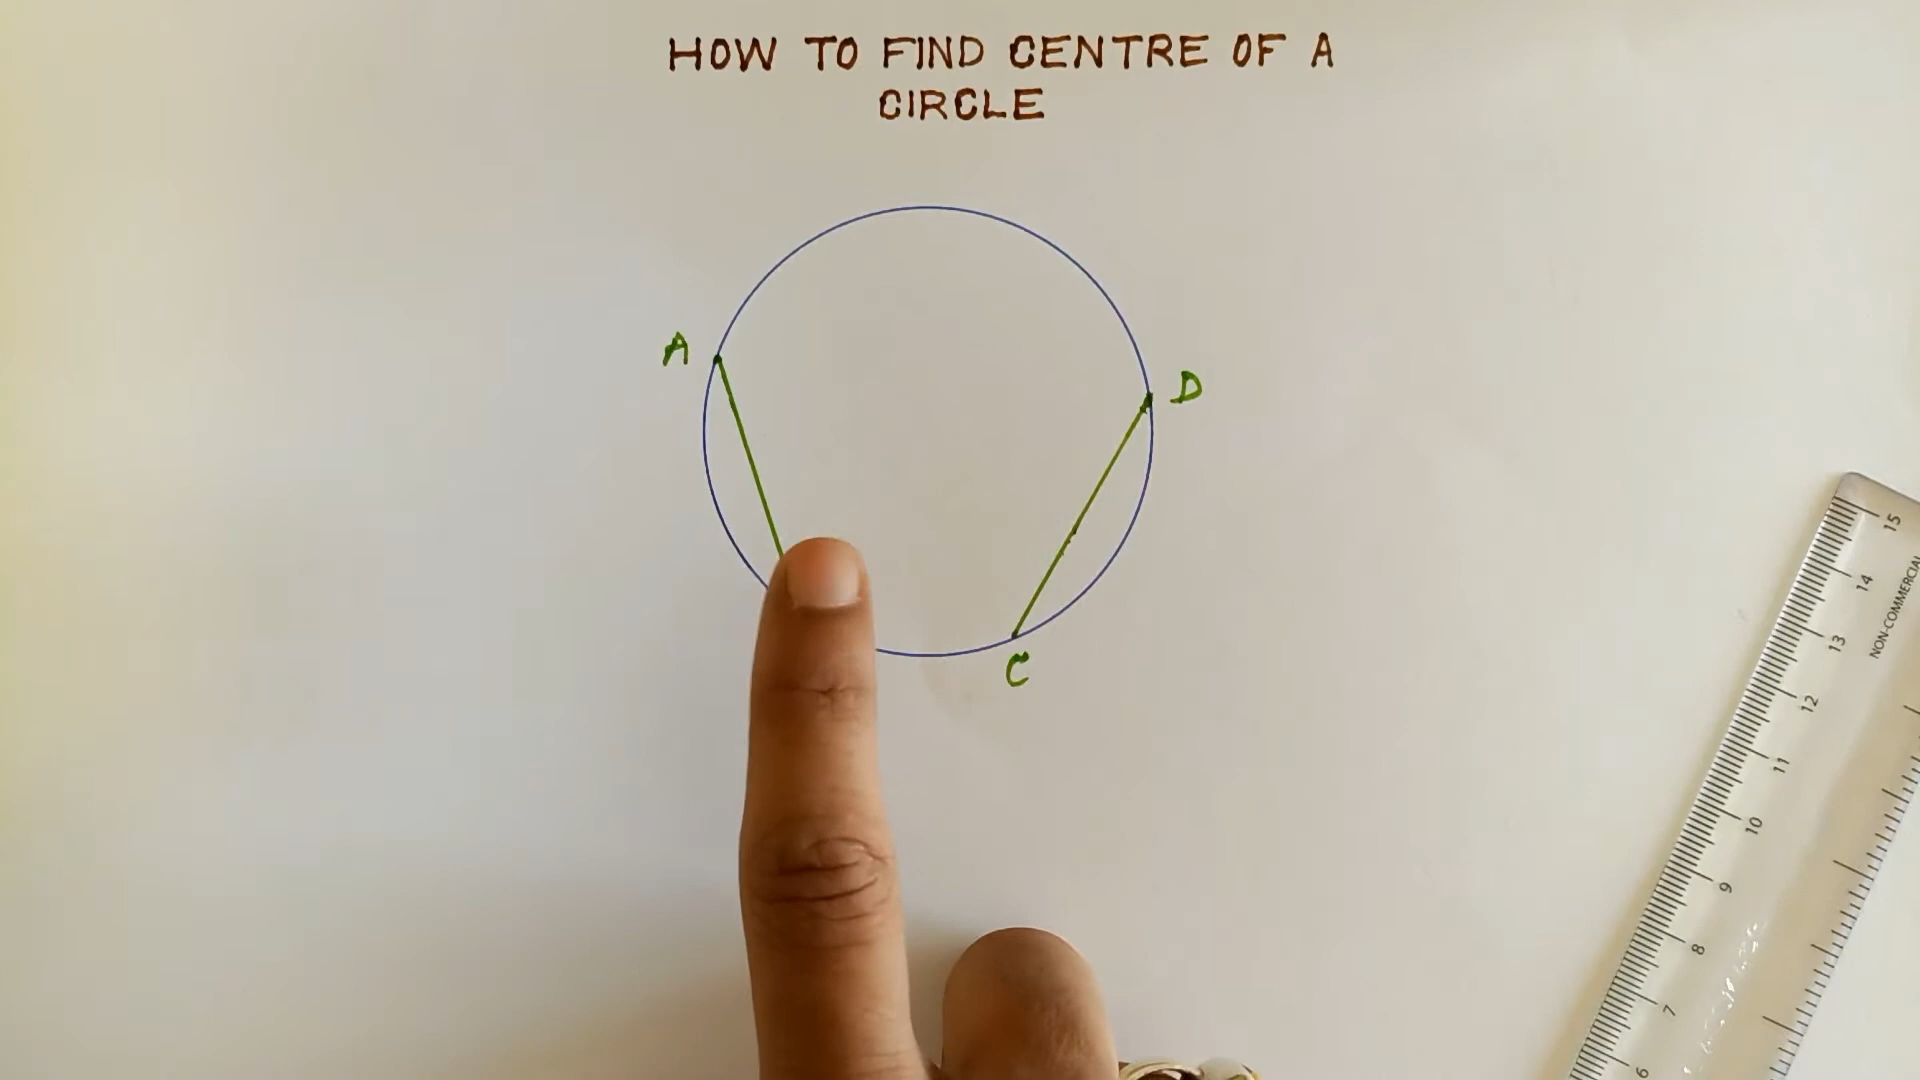 HOW TO FIND CENTRE OF A
CIRCLE
A
D
C
15
14
13
12
11
10
9
8
7
6
NON-COMMERCIAL